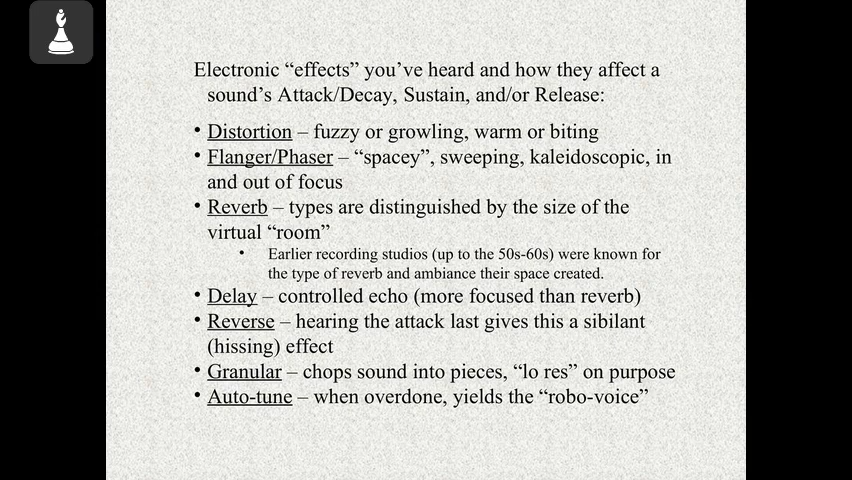 Electronic “effects” you’ve heard and how they affect a
sound’s Attack/Decay, Sustain, and/or Release:
• Distortion – fuzzy or growling, warm or biting
• Flanger/Phaser – “spacey”, sweeping, kaleidoscopic, in
and out of focus
• Reverb – types are distinguished by the size of the
virtual “room”
• Earlier recording studios (up to the 50s-60s) were known for
the type of reverb and ambiance their space created.
• Delay – controlled echo (more focused than reverb)
• Reverse – hearing the attack last gives this a sibilant
(hissing) effect
• Granular – chops sound into pieces, “lo res” on purpose
• Auto-tune – when overdone, yields the “robo-voice”